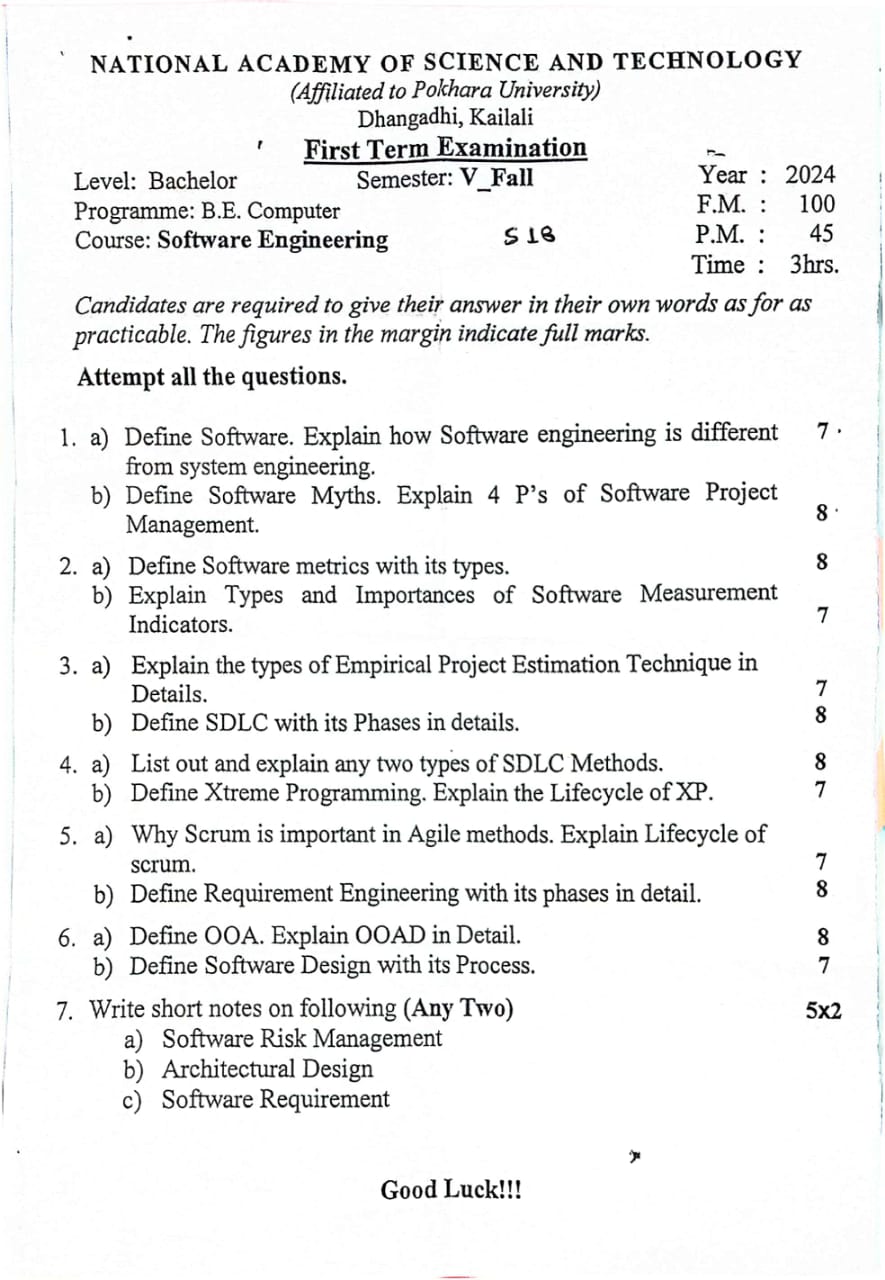 NATIONAL ACADEMY OF SCIENCE AND TECHNOLOGY
(Affiliated to Pokhara University)
Dhangadhi, Kailali
First Term Examination
Level: Bachelor Semester: V_Fall Year : 2024
Programme: B.E. Computer F.M. : 100
Course: Software Engineering S1B P.M. : 45
Time : 3hrs.
Candidates are required to give their answer in their own words as for as
practicable. The figures in the margin indicate full marks.
Attempt all the questions.
1. a) Define Software. Explain how Software engineering is different 7
from system engineering.
b) Define Software Myths. Explain 4 P's of Software Project
Management. 8
2. a) Define Software metrics with its types. 8
b) Explain Types and Importances of Software Measurement
Indicators. 7
3. a) Explain the types of Empirical Project Estimation Technique in
Details. 7
b) Define SDLC with its Phases in details. 8
4. a) List out and explain any two types of SDLC Methods. 8
b) Define Xtreme Programming. Explain the Lifecycle of XP. 7
5. a) Why Scrum is important in Agile methods. Explain Lifecycle of
scrum. 7
b) Define Requirement Engineering with its phases in detail. 8
6. a) Define OOA. Explain OOAD in Detail. 8
b) Define Software Design with its Process. 7
7. Write short notes on following (Any Two) 5x2
a) Software Risk Management
b) Architectural Design
c) Software Requirement
Good Luck!!!